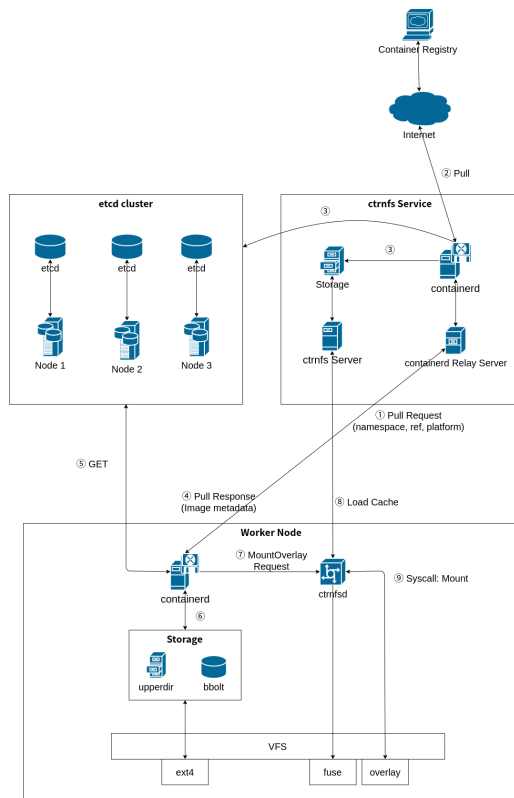 Container Registry
Internet
② Pull
etcd cluster
ctrnfs Service
③
③
etcd
etcd
etcd
Storage
containerd
Node 1
Node 2
Node 3
ctrnfs Server
containerd Relay Server
① Pull Request
(namespace, ref, platform)
⑤ GET
④ Pull Response
(Image metadata)
⑧ Load Cache
Worker Node
⑦ MountOverlay
Request
⑨ Syscall: Mount
containerd
ctrnfsd
⑥
Storage
upperdir
bbolt
VFS
ext4
fuse
overlay